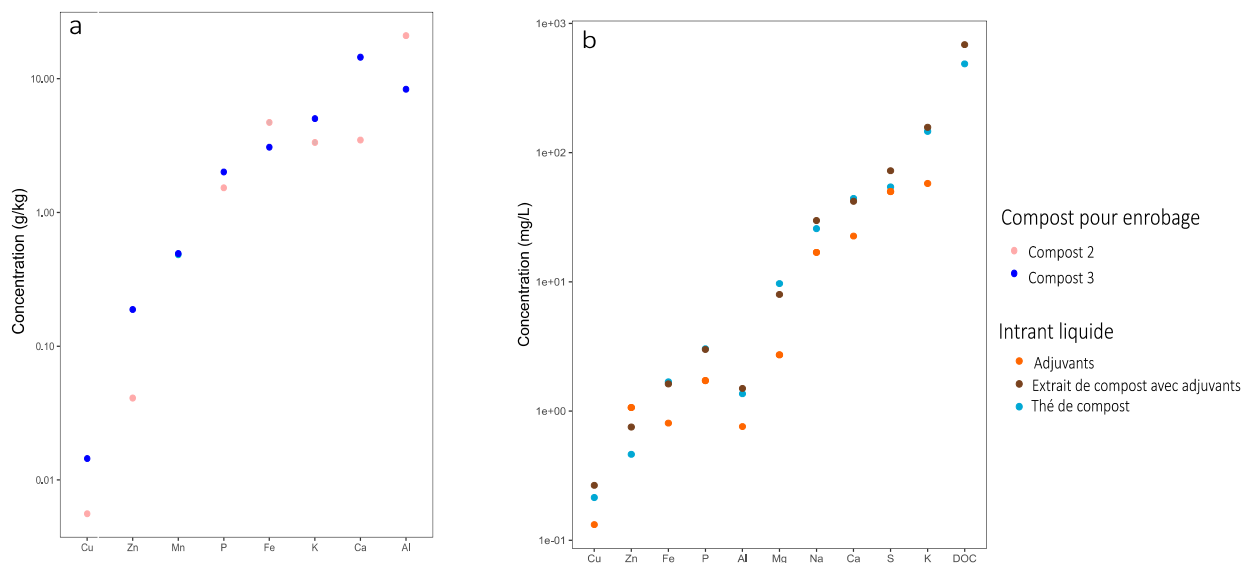 a
Concentration (g/kg)
10.00
1.00
0.10
0.01
Cu Zn Mn P Fe K Ca Al
b
Concentration (mg/L)
1e+03
1e+02
1e+01
1e+00
1e-01
Cu Zn Fe P Al Mg Na Ca S K DOC
Compost pour enrobage
Compost 2
Compost 3
Intrant liquide
Adjuvants
Extrait de compost avec adjuvants
Thé de compost